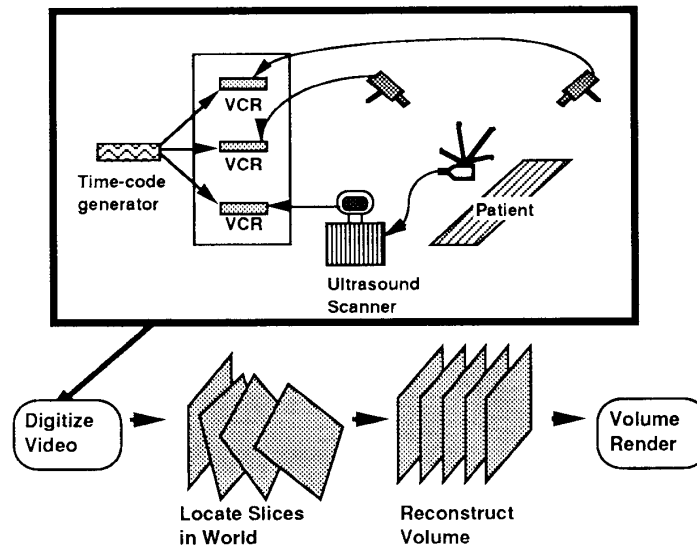 VCR
VCR
Time-code
generator
VCR
Patient
Ultrasound
Scanner
Digitize
Video
Volume
Render
Locate Slices
in World
Reconstruct
Volume